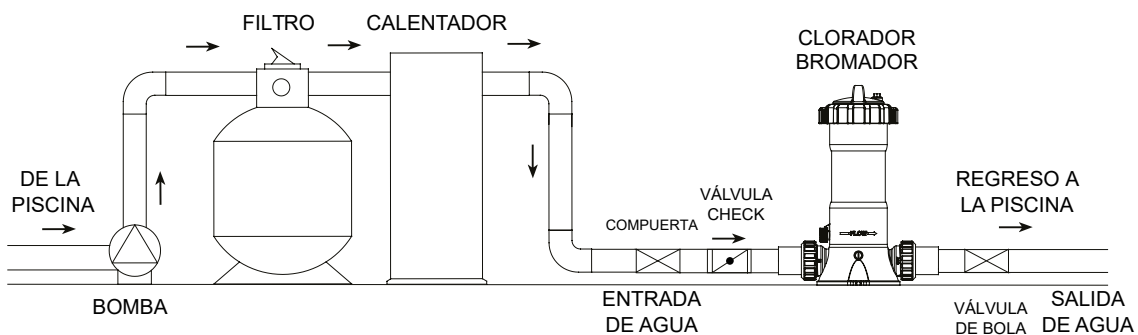 FILTRO
CALENTADOR
CLORADOR
BROMADOR
DE LA
PISCINA
VÁLVULA
CHECK
COMPUERTA
REGRESO A
LA PISCINA
FLOW
BOMBA
ENTRADA
DE AGUA
VÁLVULA
DE BOLA
SALIDA
DE AGUA